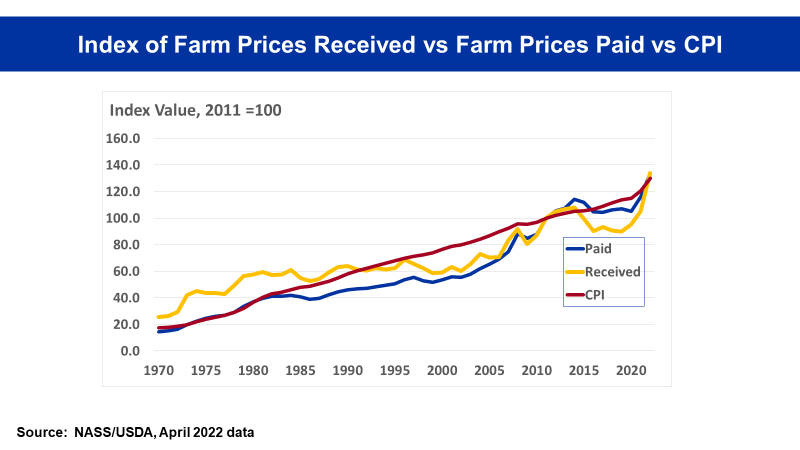 Index of Farm Prices Received vs Farm Prices Paid vs CPI
Index Value, 2011 =100
160.0
140.0
120.0
100.0
80.0
60.0
40.0
20.0
0.0
Paid
Received
CPI
1970 1975 1980 1985 1990 1995 2000 2005 2010 2015 2020
Source: NASS/USDA, April 2022 data